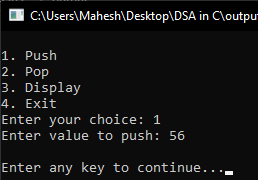 C:\Users\Mahesh\Desktop\DSA in C\outpu
1. Push
2. Pop
3. Display
4. Exit
Enter your choice: 1
Enter value to push: 56
Enter any key to continue...